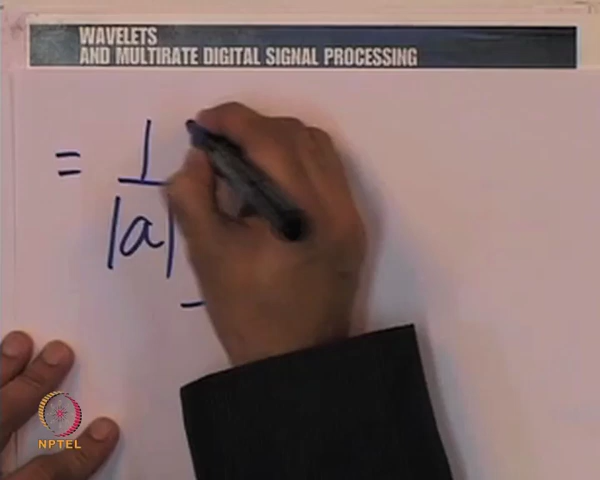 WAVELETS
AND MULTIRATE DIGITAL SIGNAL PROCESSING
= 1
|a|
NPTEL